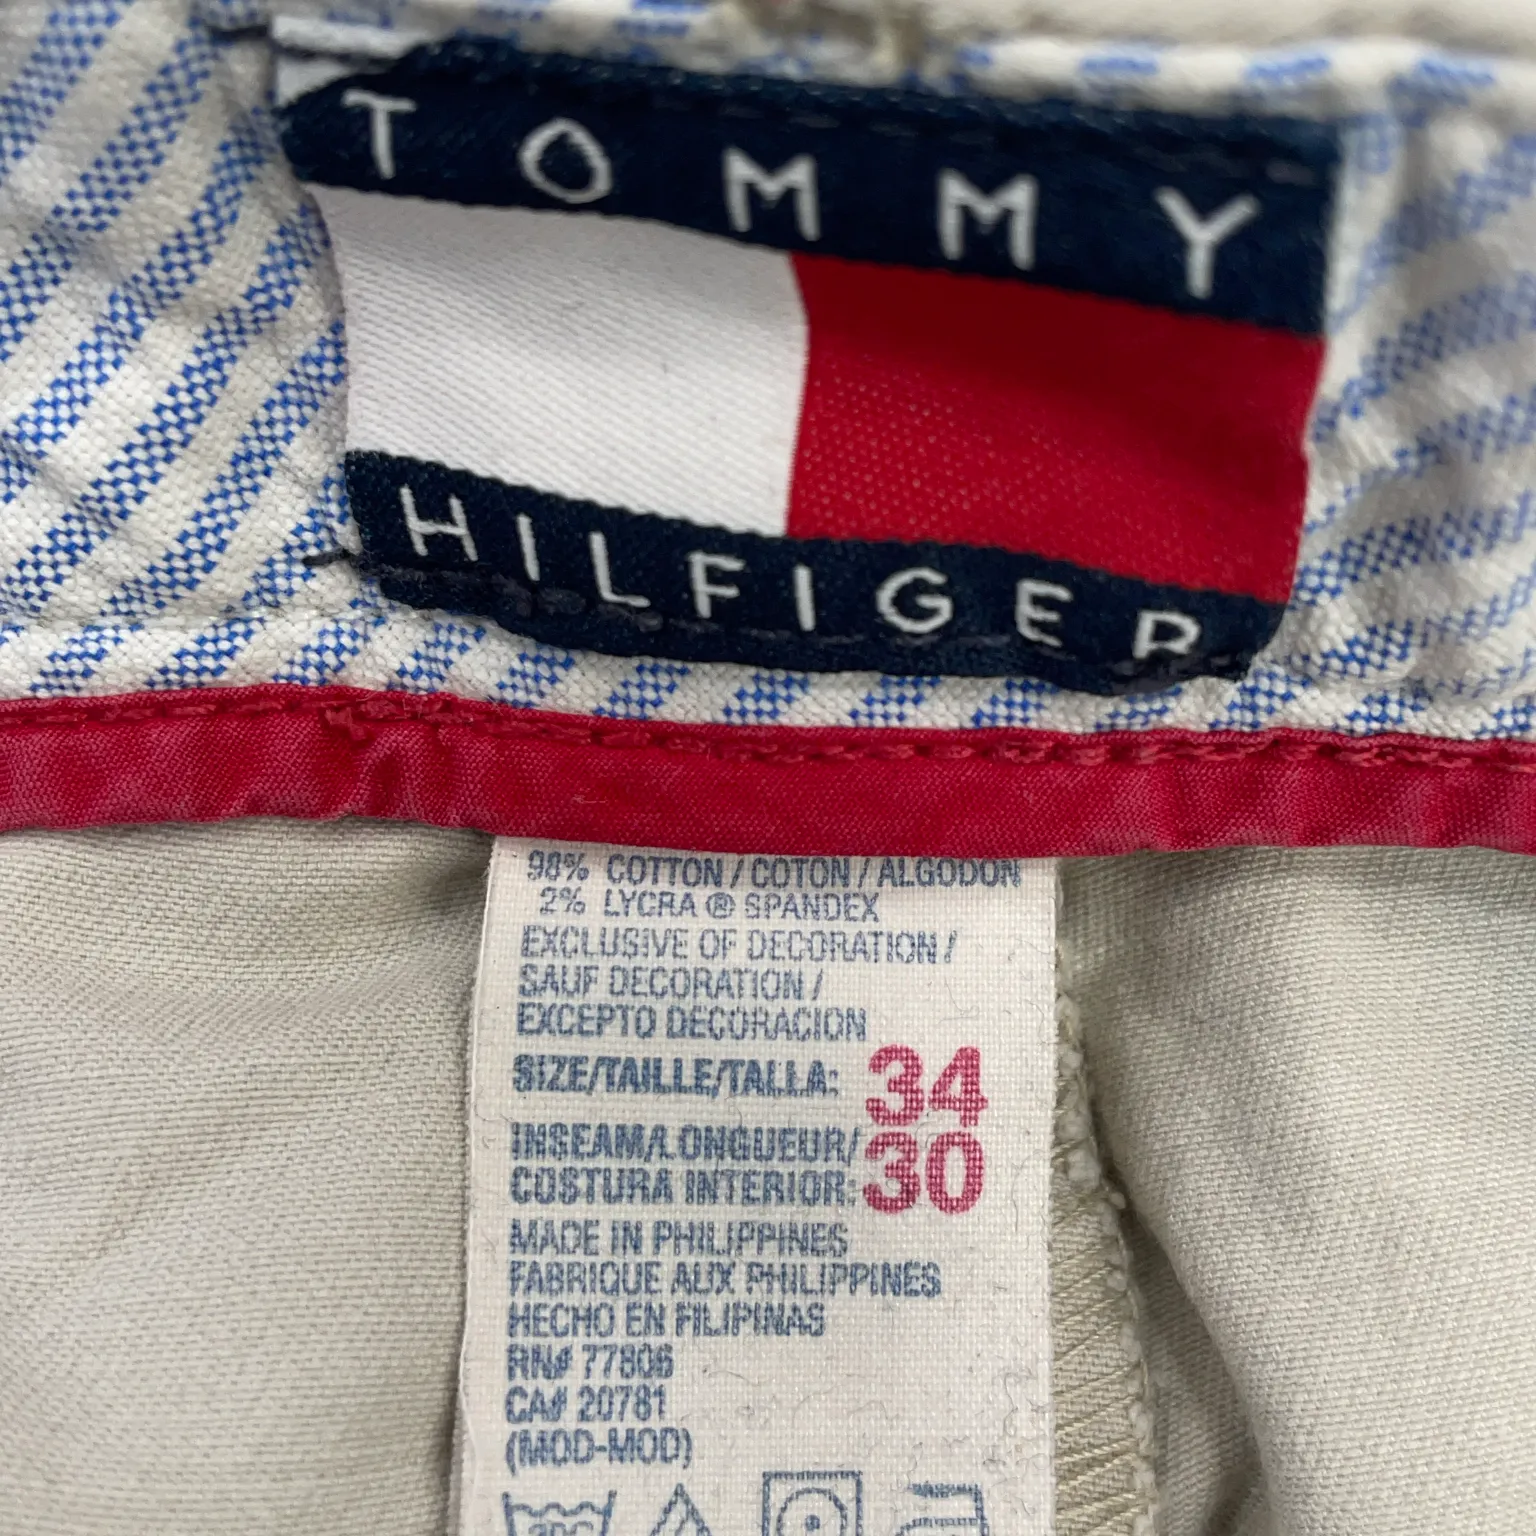 TOMMY
HILFIGER
98% COTTON / COTON / ALGODON
2% LYCRA ® SPANDEX
EXCLUSIVE OF DECORATION /
SAUF DECORATION /
EXCEPTO DECORACION
SIZE/TAILLE/TALLA: 34
INSEAM/LONGUEUR/
COSTURA INTERIOR: 30
MADE IN PHILIPPINES
FABRIQUE AUX PHILIPPINES
HECHO EN FILIPINAS
RN# 77806
CA# 20781
(MOD-MOD)